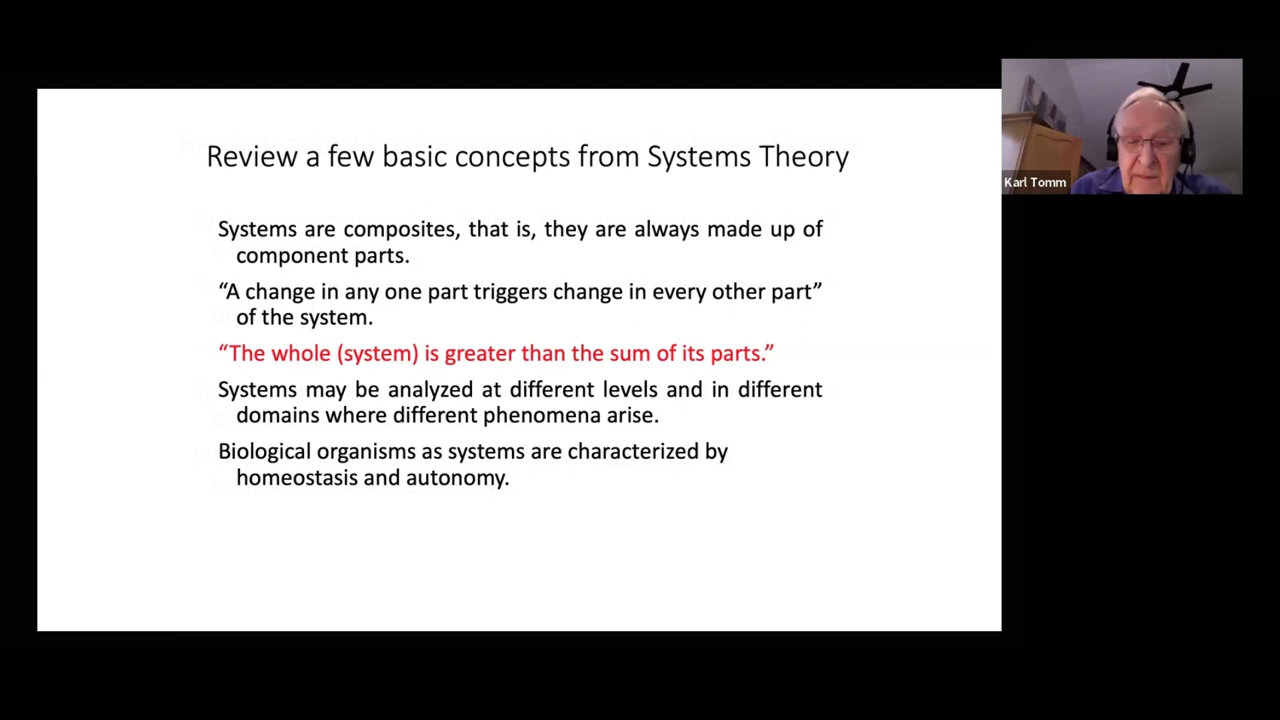 Review a few basic concepts from Systems Theory
Systems are composites, that is, they are always made up of
component parts.
“A change in any one part triggers change in every other part”
of the system.
“The whole (system) is greater than the sum of its parts.”
Systems may be analyzed at different levels and in different
domains where different phenomena arise.
Biological organisms as systems are characterized by
homeostasis and autonomy.
Karl Tomm